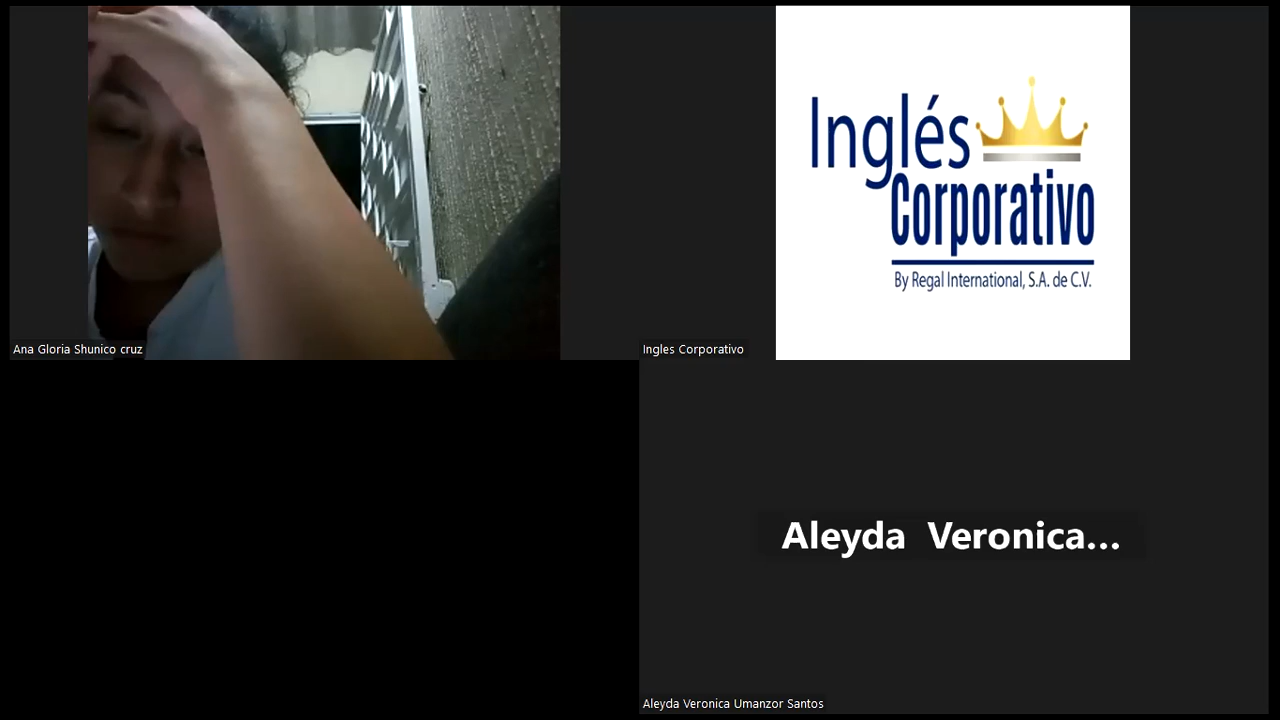 Inglés
Corporativo
By Regal International, S.A. de C.V.
Ana Gloria Shunico cruz
Ingles Corporativo
Aleyda Veronica...
Aleyda Veronica Umanzor Santos